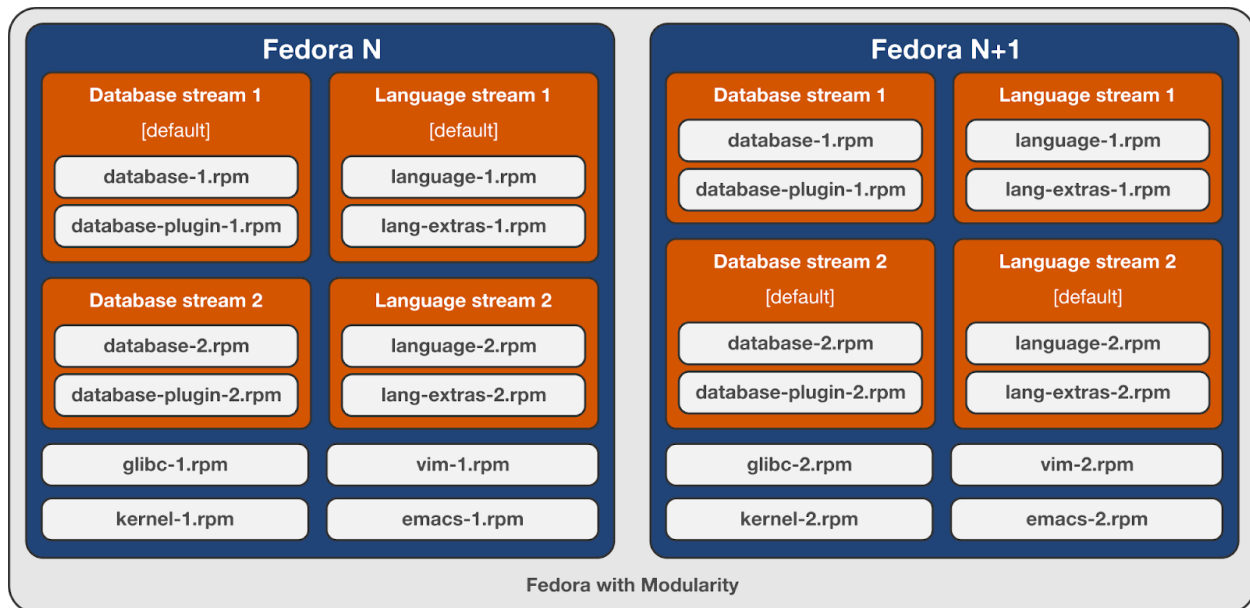 Fedora N
Database stream 1
[default]
database-1.rpm
database-plugin-1.rpm
Language stream 1
[default]
language-1.rpm
lang-extras-1.rpm
Database stream 2
database-2.rpm
database-plugin-2.rpm
Language stream 2
language-2.rpm
lang-extras-2.rpm
glibc-1.rpm
vim-1.rpm
kernel-1.rpm
emacs-1.rpm
Fedora N+1
Database stream 1
database-1.rpm
database-plugin-1.rpm
Language stream 1
language-1.rpm
lang-extras-1.rpm
Database stream 2
[default]
database-2.rpm
database-plugin-2.rpm
Language stream 2
[default]
language-2.rpm
lang-extras-2.rpm
glibc-2.rpm
vim-2.rpm
kernel-2.rpm
emacs-2.rpm
Fedora with Modularity